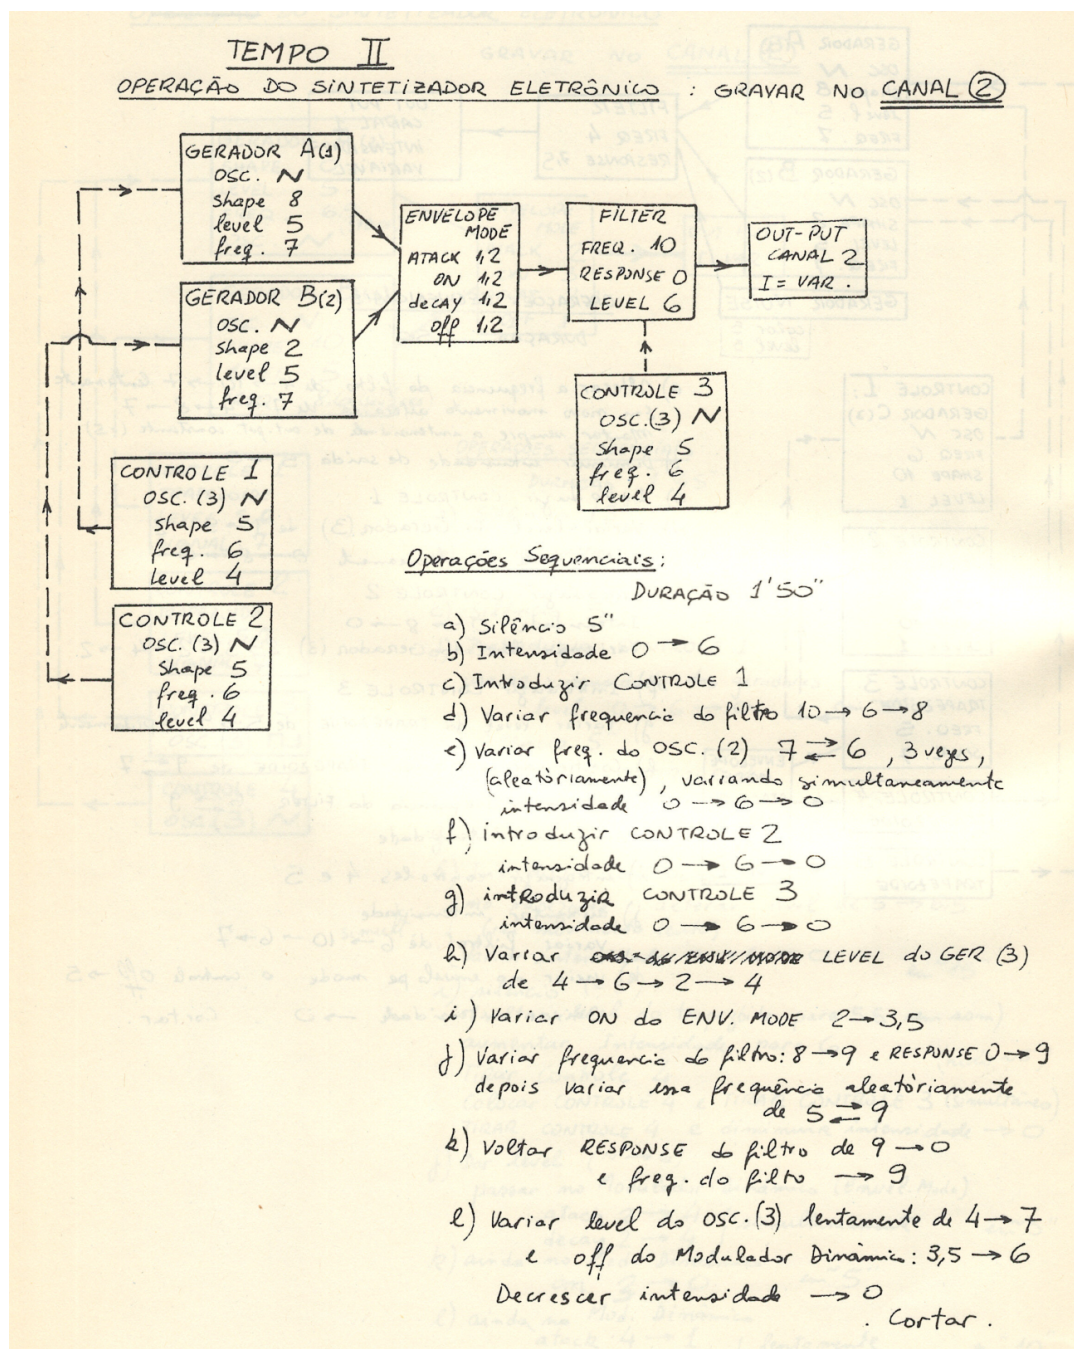 TEMPO II
OPERAÇÃO DO SINTETIZADOR ELETRÔNICO : GRAVAR NO CANAL 2
GERADOR A(1)
OSC. N
shape 8
level 5
freq. 7
GERADOR B(2)
OSC. N
shape 2
level 5
freq. 7
ENVELOPE
MODE
ATACK 1,2
ON 1,2
decay 1,2
off 1,2
FILTER
FREQ. 10
RESPONSE 0
LEVEL 6
OUT-PUT
CANAL 2
I = VAR.
CONTROLE 3
OSC.(3) N
shape 5
freq. 6
level 4
CONTROLE 1
OSC. (3) N
shape 5
freq. 6
level 4
CONTROLE 2
OSC. (3) N
shape 5
freq. 6
level 4
Operações Sequenciais:
DURAÇÃO 1'50"
a) Silêncio 5"
b) Intensidade 0 → 6
c) Introduzir CONTROLE 1
d) Variar frequencia do filtro 10 → 6 → 8
e) Variar freq. do OSC. (2) 7 ⇄ 6 , 3 vezes,
(aleatòriamente), variando simultaneamente
intensidade 0 → 6 → 0
f) introduzir CONTROLE 2
intensidade 0 → 6 → 0
g) introduzir CONTROLE 3
intensidade 0 → 6 → 0
h) Variar LEVEL do GER (3)
de 4 → 6 → 2 → 4
i) Variar ON do ENV. MODE 2 → 3,5
j) Variar frequencia do filtro: 8 → 9 e RESPONSE 0 → 9
depois variar essa frequência aleatòriamente
de 5 ⇄ 9
k) Voltar RESPONSE do filtro de 9 → 0
e freq. do filto → 9
l) Variar level do OSC. (3) lentamente de 4 → 7
e off do Modulador Dinâmico: 3,5 → 6
Decrescer intensidade → 0
. Cortar.